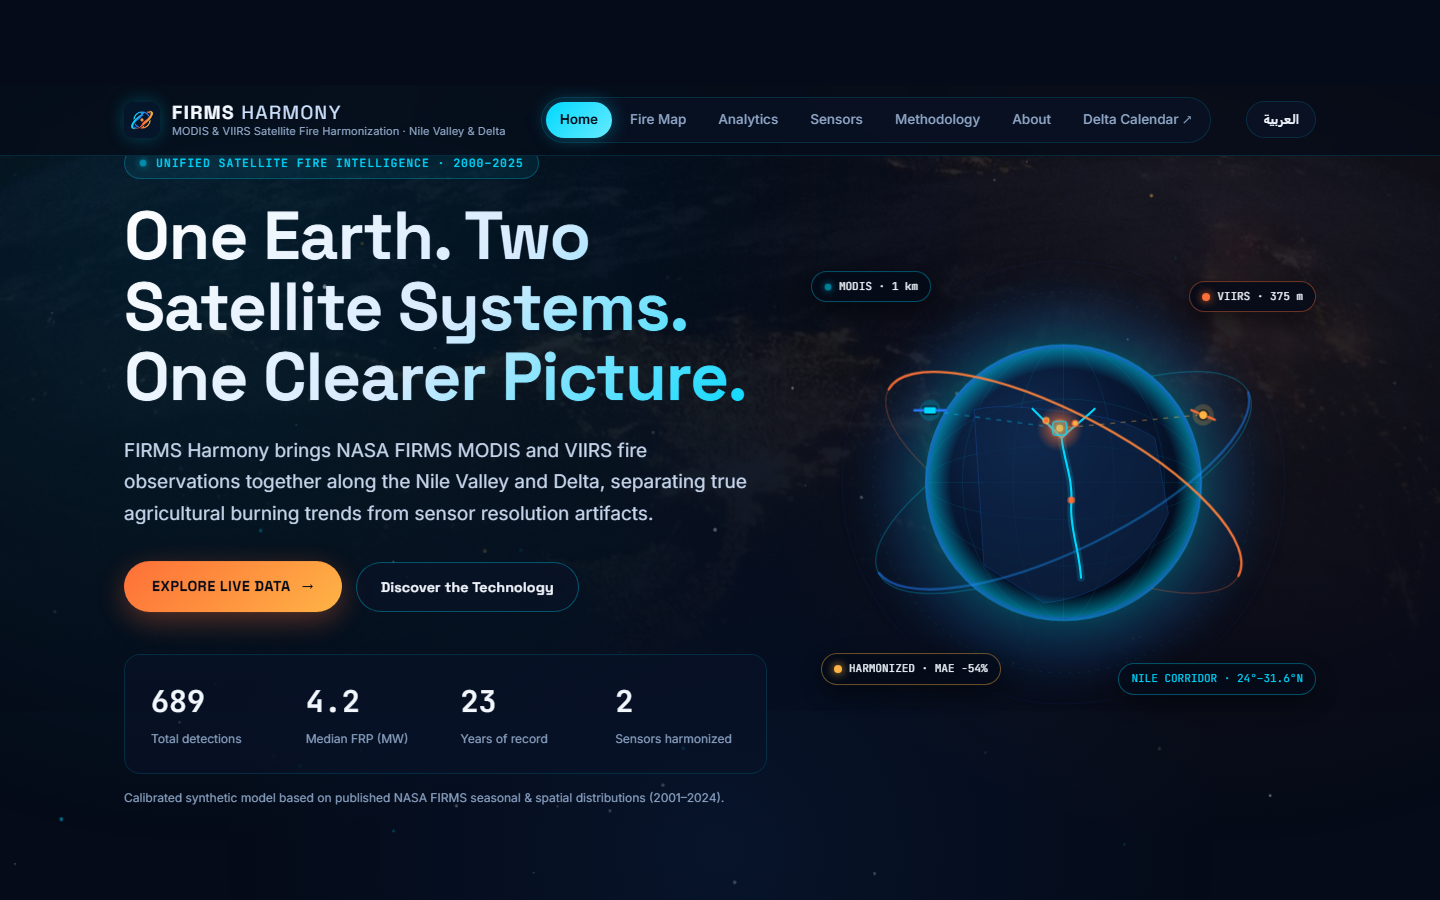 FIRMS HARMONY
MODIS & VIIRS Satellite Fire Harmonization · Nile Valley & Delta
Home
Fire Map
Analytics
Sensors
Methodology
About
Delta Calendar ↗
العربية
UNIFIED SATELLITE FIRE INTELLIGENCE · 2000–2025
One Earth. Two
Satellite Systems.
One Clearer Picture.
FIRMS Harmony brings NASA FIRMS MODIS and VIIRS fire
observations together along the Nile Valley and Delta, separating true
agricultural burning trends from sensor resolution artifacts.
EXPLORE LIVE DATA →
Discover the Technology
689
Total detections
4.2
Median FRP (MW)
23
Years of record
2
Sensors harmonized
Calibrated synthetic model based on published NASA FIRMS seasonal & spatial distributions (2001–2024).
MODIS · 1 km
VIIRS · 375 m
HARMONIZED · MAE -54%
NILE CORRIDOR · 24°–31.6°N